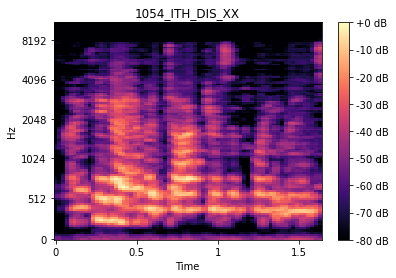 1054_ITH_DIS_XX
+0 dB
8192
-10 dB
4096
-20 dB
-30 dB
2048
Hz
-40 dB
1024
-50 dB
512
-60 dB
-70 dB
0
-80 dB
0
0.5
1
1.5
Time